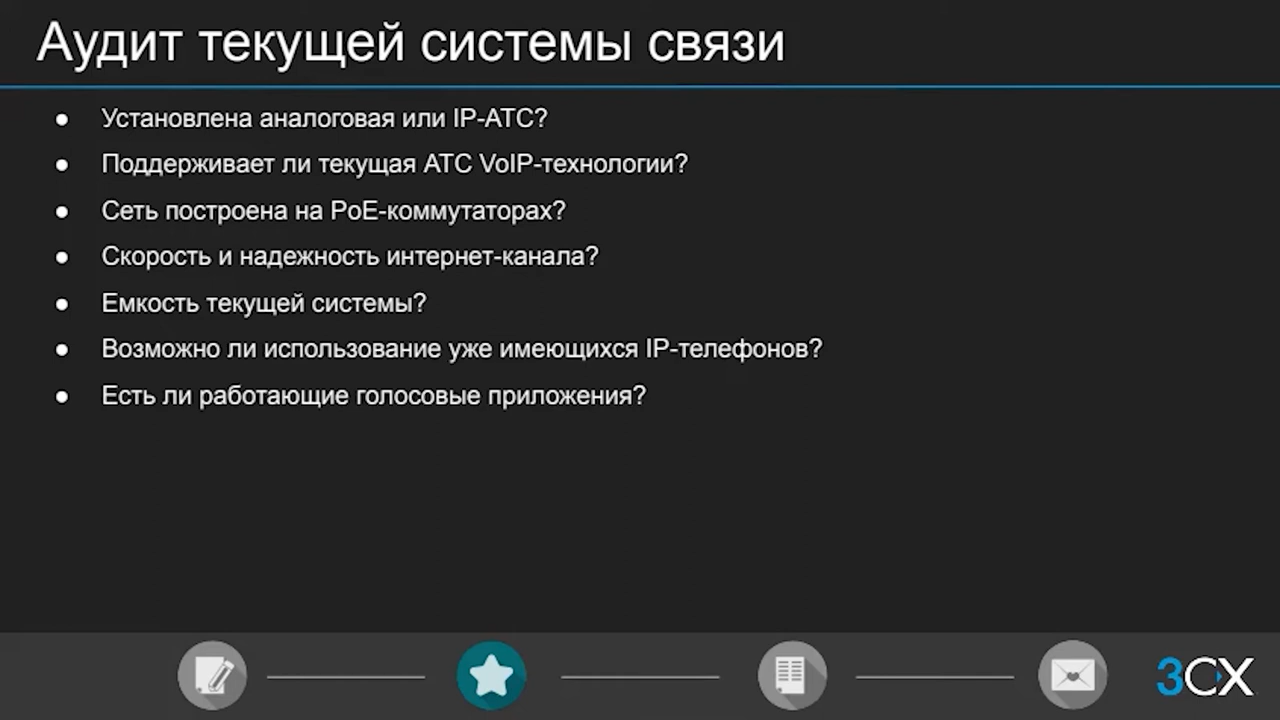 Аудит текущей системы связи
● Установлена аналоговая или IP-АТС?
● Поддерживает ли текущая АТС VoIP-технологии?
● Сеть построена на PoE-коммутаторах?
● Скорость и надежность интернет-канала?
● Емкость текущей системы?
● Возможно ли использование уже имеющихся IP-телефонов?
● Есть ли работающие голосовые приложения?
3CX